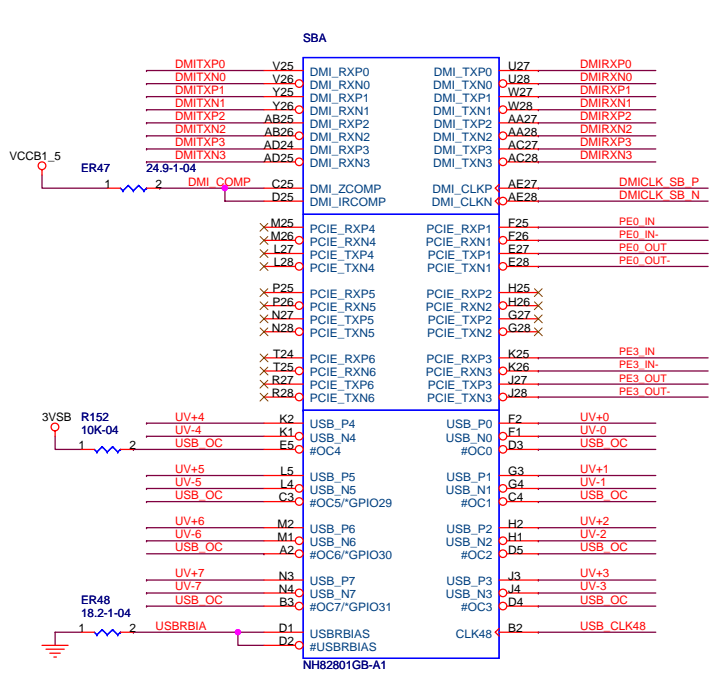 SBA
DMITXP0 V25 DMI_RXP0 DMI_TXP0 U27 DMIRXP0
DMITXN0 V26 DMI_RXN0 DMI_TXN0 U28 DMIRXN0
DMITXP1 Y25 DMI_RXP1 DMI_TXP1 W27 DMIRXP1
DMITXN1 Y26 DMI_RXN1 DMI_TXN1 W28 DMIRXN1
DMITXP2 AB25 DMI_RXP2 DMI_TXP2 AA27 DMIRXP2
DMITXN2 AB26 DMI_RXN2 DMI_TXN2 AA28 DMIRXN2
DMITXP3 AD24 DMI_RXP3 DMI_TXP3 AC27 DMIRXP3
DMITXN3 AD25 DMI_RXN3 DMI_TXN3 AC28 DMIRXN3
VCCB1_5
ER47 24.9-1-04
1 2 DMI_COMP C25 DMI_ZCOMP DMI_CLKP AE27 DMICLK_SB_P
D25 DMI_IRCOMP DMI_CLKN AE28 DMICLK_SB_N
M25 PCIE_RXP4 PCIE_RXP1 F25 PE0_IN
M26 PCIE_RXN4 PCIE_RXN1 F26 PE0_IN-
L27 PCIE_TXP4 PCIE_TXP1 E27 PE0_OUT
L28 PCIE_TXN4 PCIE_TXN1 E28 PE0_OUT-
P25 PCIE_RXP5 PCIE_RXP2 H25
P26 PCIE_RXN5 PCIE_RXN2 H26
N27 PCIE_TXP5 PCIE_TXP2 G27
N28 PCIE_TXN5 PCIE_TXN2 G28
T24 PCIE_RXP6 PCIE_RXP3 K25 PE3_IN
T25 PCIE_RXN6 PCIE_RXN3 K26 PE3_IN-
R27 PCIE_TXP6 PCIE_TXP3 J27 PE3_OUT
R28 PCIE_TXN6 PCIE_TXN3 J28 PE3_OUT-
3VSB R152
10K-04
UV+4 K2 USB_P4 USB_P0 F2 UV+0
UV-4 K1 USB_N4 USB_N0 F1 UV-0
1 2 USB_OC E5 #OC4 #OC0 D3 USB_OC
UV+5 L5 USB_P5 USB_P1 G3 UV+1
UV-5 L4 USB_N5 USB_N1 G4 UV-1
USB_OC C3 #OC5/*GPIO29 #OC1 C4 USB_OC
UV+6 M2 USB_P6 USB_P2 H2 UV+2
UV-6 M1 USB_N6 USB_N2 H1 UV-2
USB_OC A2 #OC6/*GPIO30 #OC2 D5 USB_OC
UV+7 N3 USB_P7 USB_P3 J3 UV+3
UV-7 N4 USB_N7 USB_N3 J4 UV-3
USB_OC B3 #OC7/*GPIO31 #OC3 D4 USB_OC
ER48
18.2-1-04
1 2 USBRBIA D1 USBRBIAS CLK48 B2 USB_CLK48
D2 #USBRBIAS
NH82801GB-A1